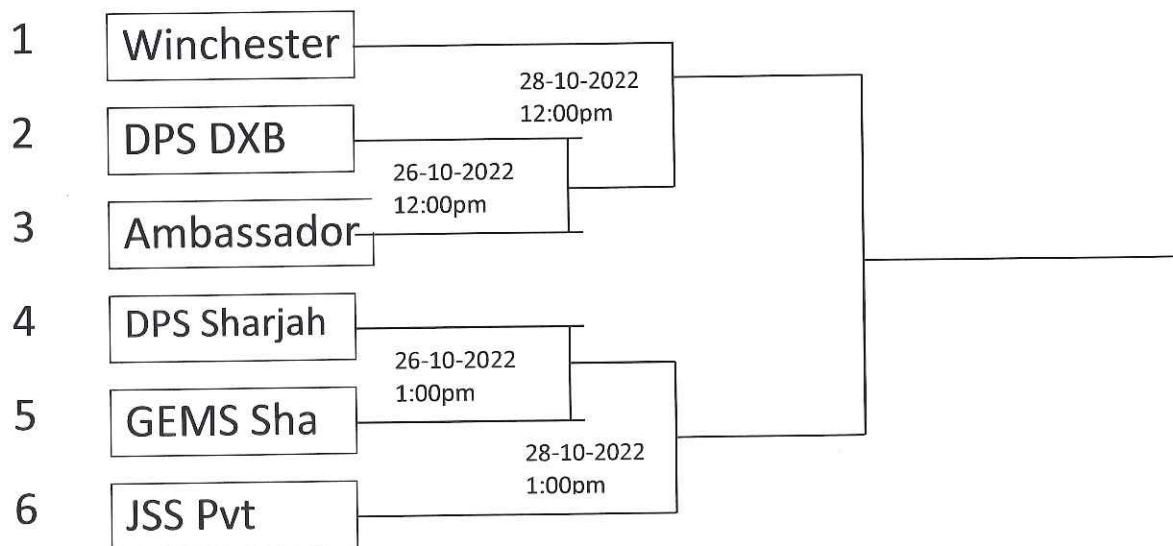 1 Winchester
28-10-2022
12:00pm
2 DPS DXB
26-10-2022
12:00pm
3 Ambassador
4 DPS Sharjah
26-10-2022
1:00pm
5 GEMS Sha
28-10-2022
1:00pm
6 JSS Pvt